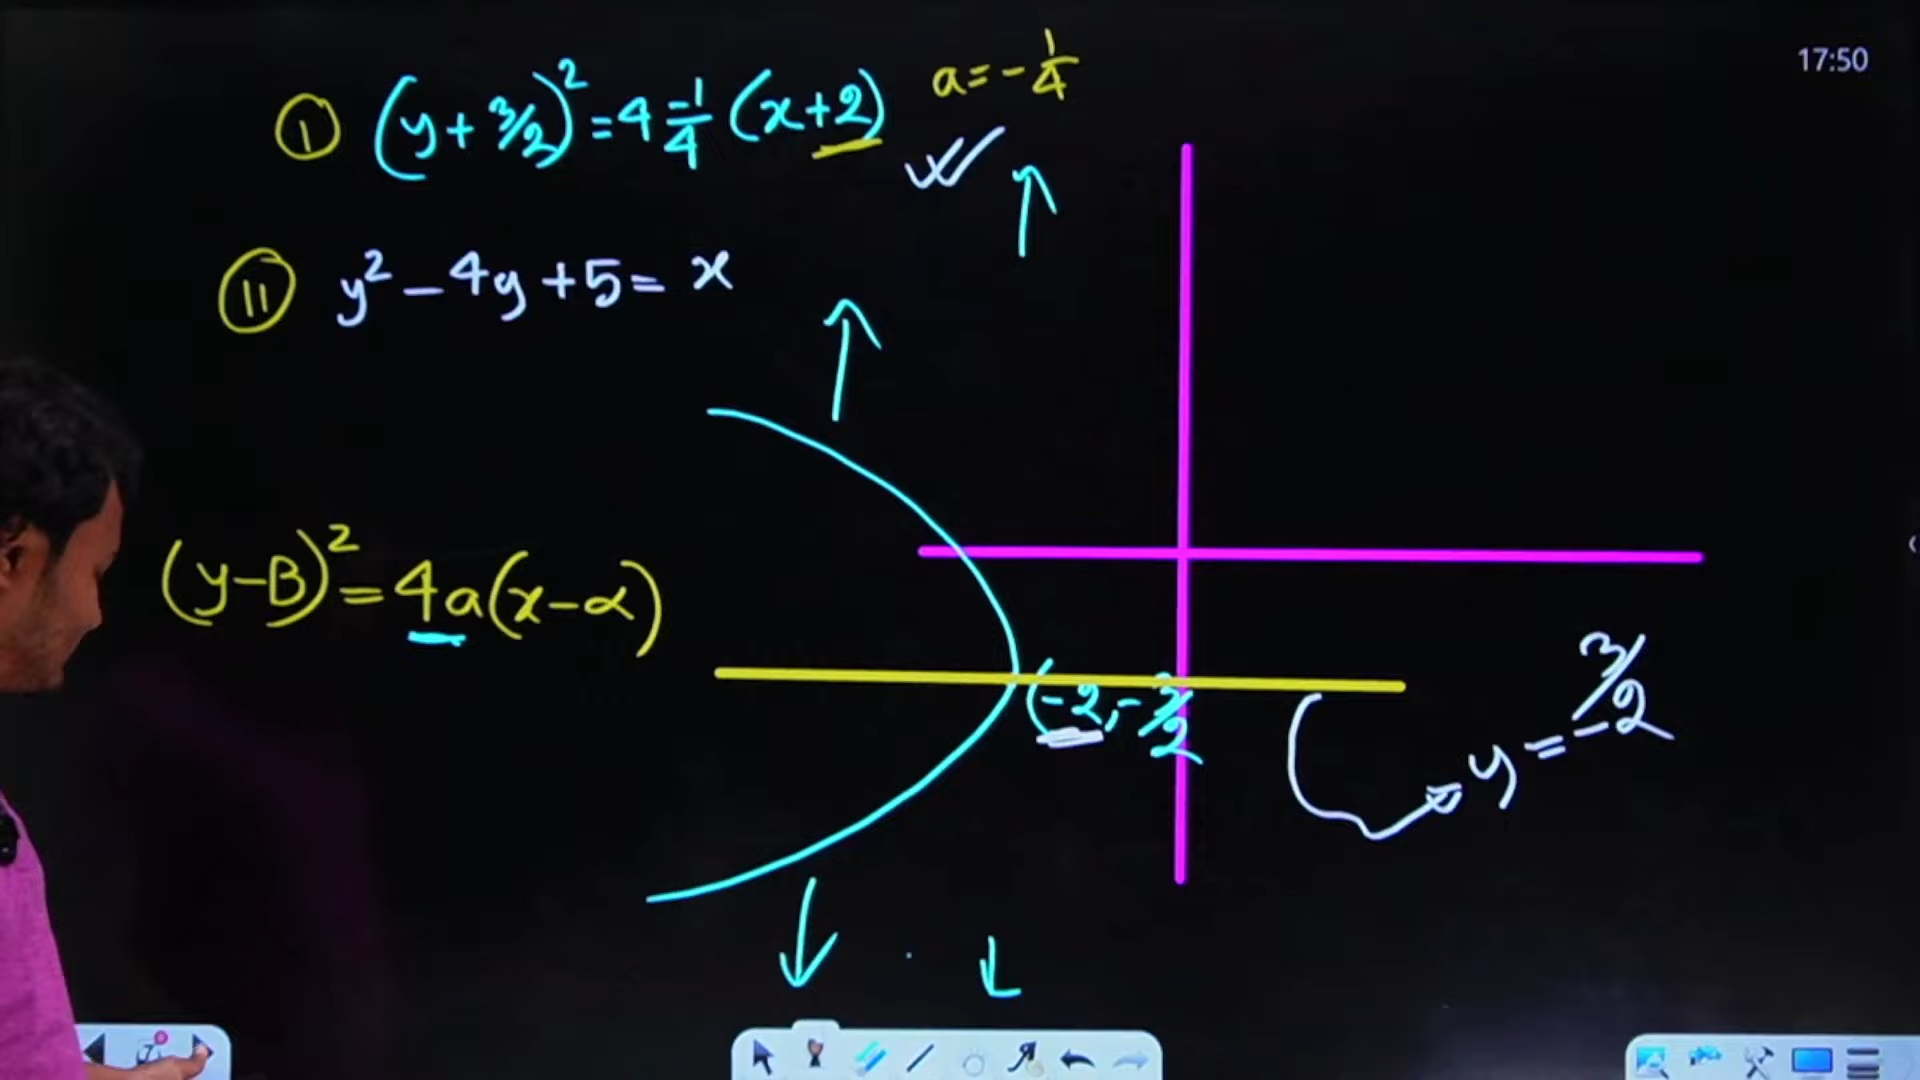 17:50
① (y+3/2)² = 4 -1/4 (x+2) a = -1/4
② y² - 4y + 5 = x
(y-B)² = 4a(x-α)
(-2, -3/2)
y = -3/2